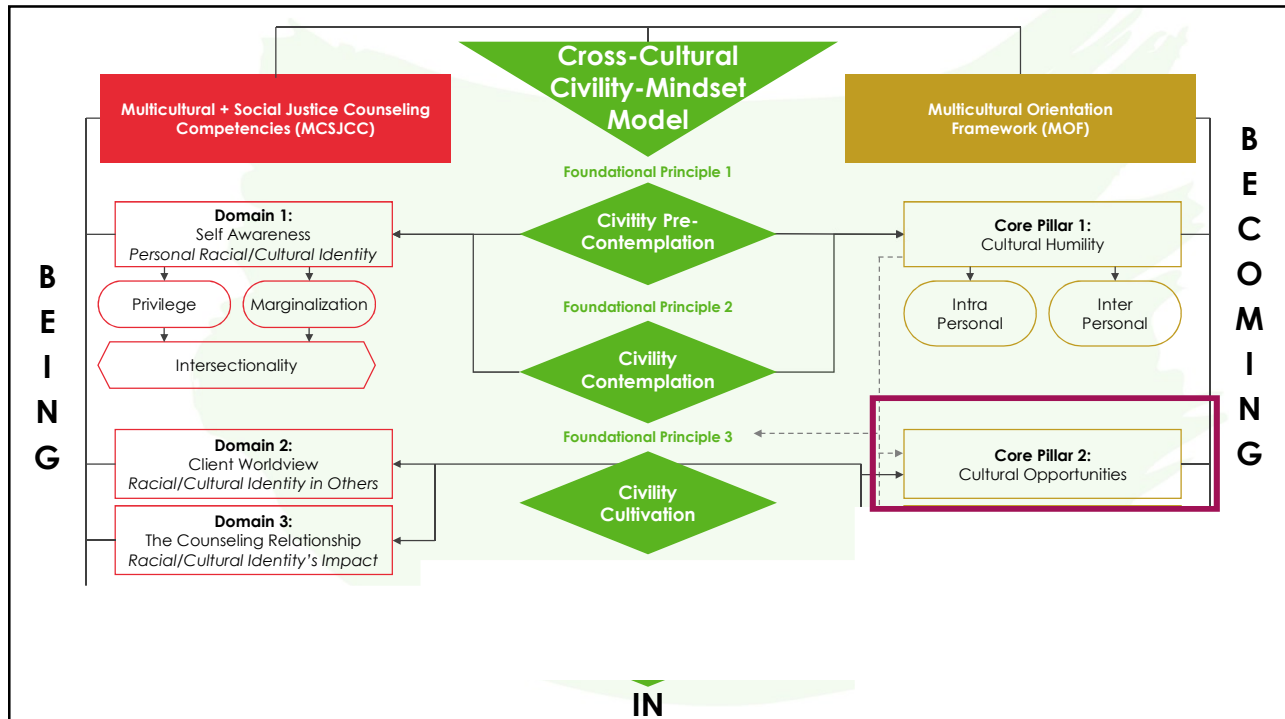 Cross-Cultural
Civility-Mindset
Model
Multicultural + Social Justice Counseling
Competencies (MCSJCC)
Multicultural Orientation
Framework (MOF)
Foundational Principle 1
Civitity Pre-
Contemplation
Domain 1:
Self Awareness
Personal Racial/Cultural Identity
Core Pillar 1:
Cultural Humility
Privilege
Marginalization
Intra
Personal
Inter
Personal
Foundational Principle 2
Intersectionality
Civility
Contemplation
Foundational Principle 3
Domain 2:
Client Worldview
Racial/Cultural Identity in Others
Core Pillar 2:
Cultural Opportunities
Civility
Cultivation
Domain 3:
The Counseling Relationship
Racial/Cultural Identity's Impact
B
E
I
N
G
B
E
C
O
M
I
N
G
IN